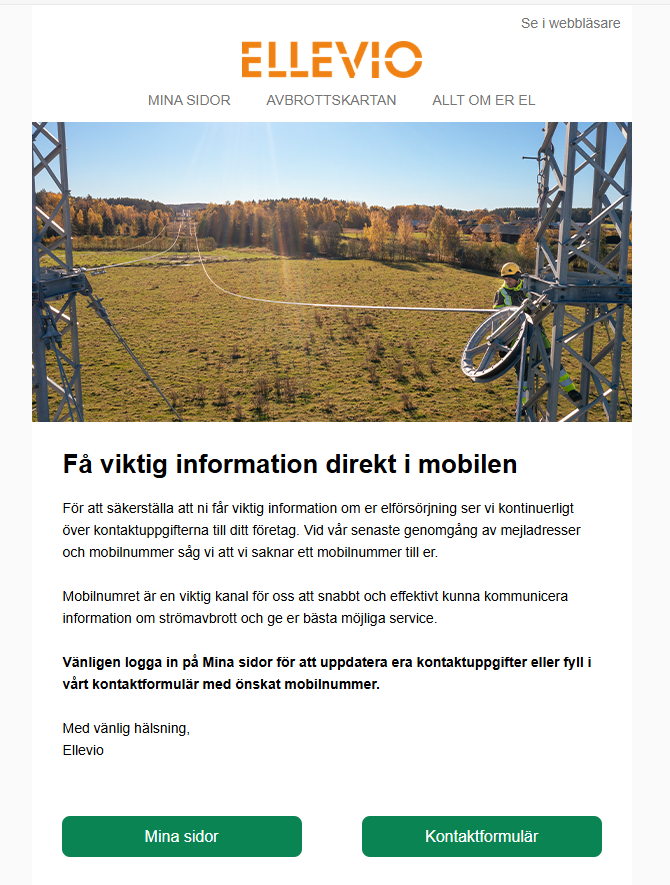 Se i webbläsare
ELLEVIO
MINA SIDOR AVBROTTSKARTAN ALLT OM ER EL
Få viktig information direkt i mobilen
För att säkerställa att ni får viktig information om er elförsörjning ser vi kontinuerligt
över kontaktuppgifterna till ditt företag. Vid vår senaste genomgång av mejladresser
och mobilnummer såg vi att vi saknar ett mobilnummer till er.
Mobilnumret är en viktig kanal för oss att snabbt och effektivt kunna kommunicera
information om strömavbrott och ge er bästa möjliga service.
Vänligen logga in på Mina sidor för att uppdatera era kontaktuppgifter eller fyll i
vårt kontaktformulär med önskat mobilnummer.
Med vänlig hälsning,
Ellevio
Mina sidor Kontaktformulär